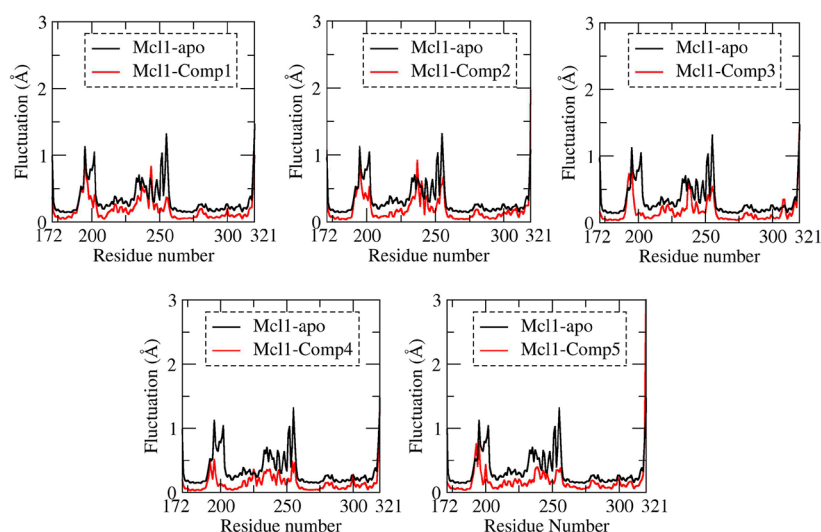 3
2
1
0
Fluctuation (Å)
Mcl1-apo
Mcl1-Comp1
172 200 250 300 321
Residue number
3
2
1
0
Fluctuation (Å)
Mcl1-apo
Mcl1-Comp2
172 200 250 300 321
Residue number
3
2
1
0
Fluctuation (Å)
Mcl1-apo
Mcl1-Comp3
172 200 250 300 321
Residue number
3
2
1
0
Fluctuation (Å)
Mcl1-apo
Mcl1-Comp4
172 200 250 300 321
Residue number
3
2
1
0
Fluctuation (Å)
Mcl1-apo
Mcl1-Comp5
172 200 250 300 321
Residue Number